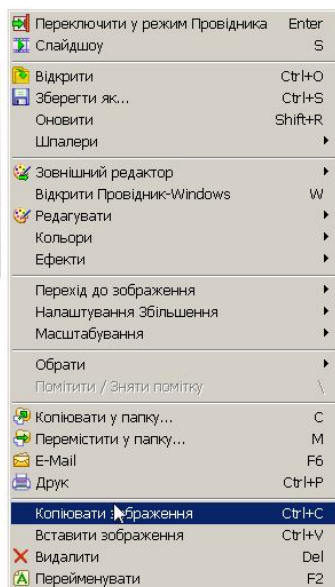 Переключити у режим Провідника Enter
Слайдшоу S
Відкрити Ctrl+O
Зберегти як... Ctrl+S
Оновити Shift+R
Шпалери
Зовнішний редактор
Відкрити Провідник-Windows W
Редагувати
Кольори
Ефекти
Перехід до зображення
Налаштування Збільшення
Масштабування
Обрати
Помітити / Зняти помітку \
Копіювати у папку... C
Перемістити у папку... M
E-Mail F6
Друк Ctrl+P
Копіювати зображення Ctrl+C
Вставити зображення Ctrl+V
Видалити Del
Перейменувати F2